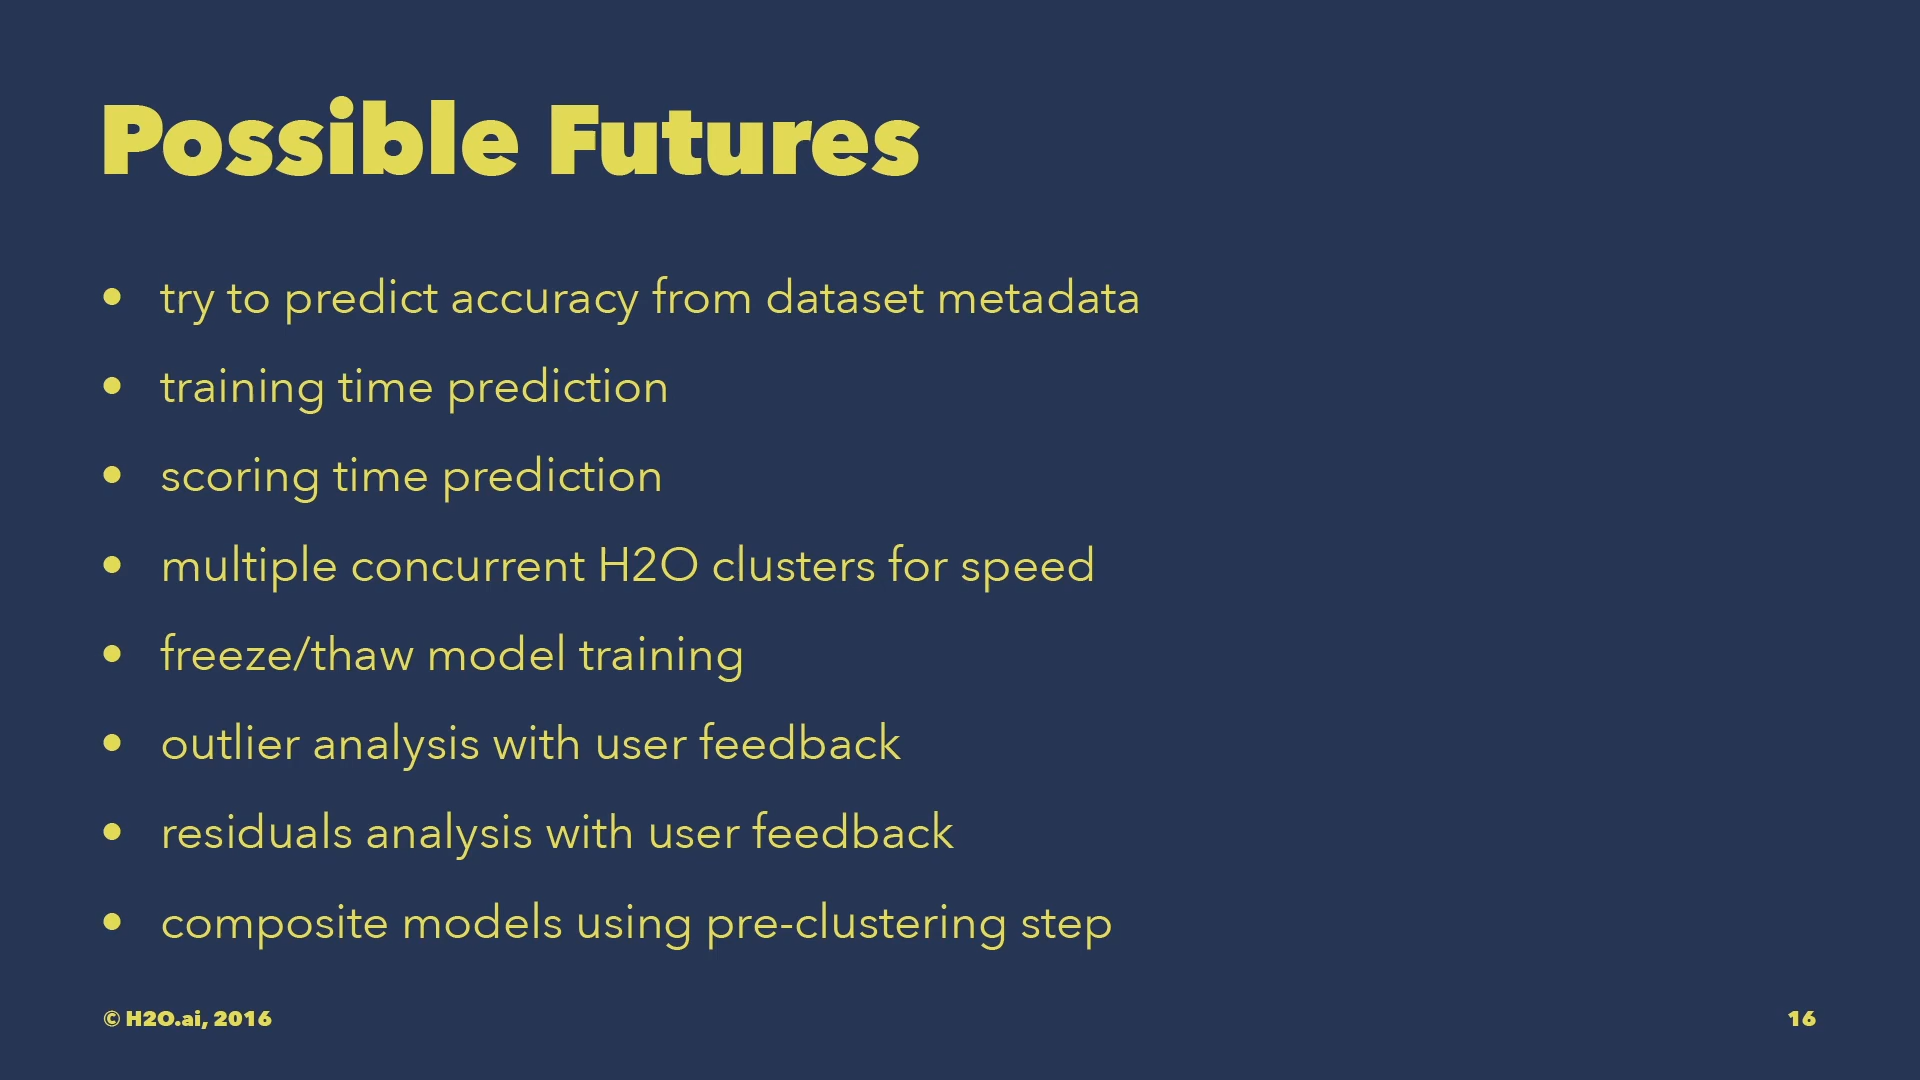 Possible Futures
• try to predict accuracy from dataset metadata
• training time prediction
• scoring time prediction
• multiple concurrent H2O clusters for speed
• freeze/thaw model training
• outlier analysis with user feedback
• residuals analysis with user feedback
• composite models using pre-clustering step
© H2O.ai, 2016
16